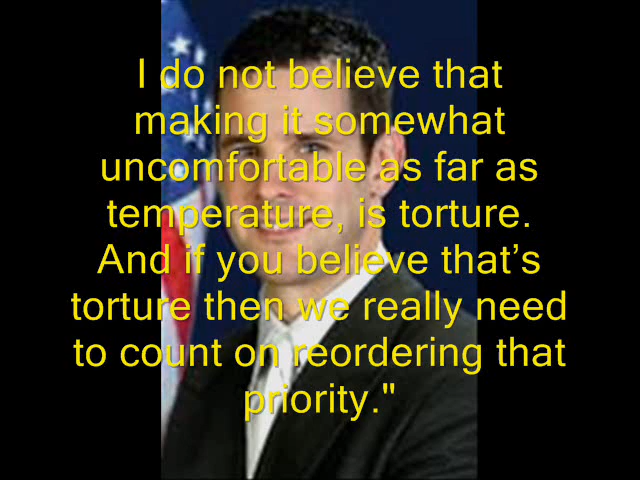 I do not believe that
making it somewhat
uncomfortable as far as
temperature, is torture.
And if you believe that’s
torture then we really need
to count on reordering that
priority."